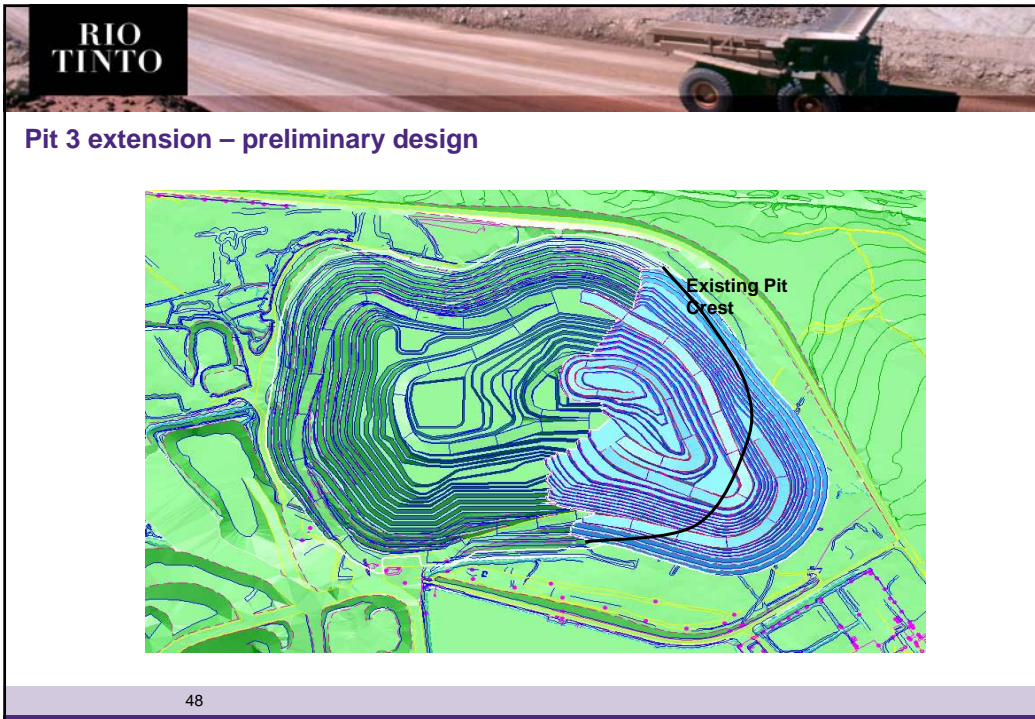 RIO
TINTO
Pit 3 extension – preliminary design
Existing Pit
Crest
48